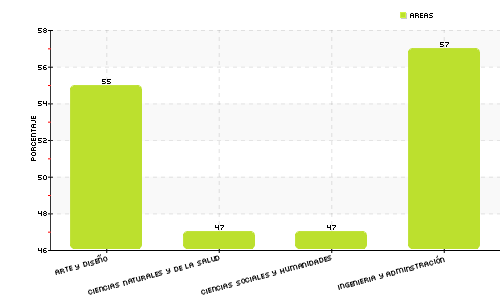 AREAS
58
56
54
52
50
48
46
PORCENTAJE
55
47
47
57
ARTE Y DISEÑO
CIENCIAS NATURALES Y DE LA SALUD
CIENCIAS SOCIALES Y HUMANIDADES
INGENIERIA Y ADMINSTRACIÓN